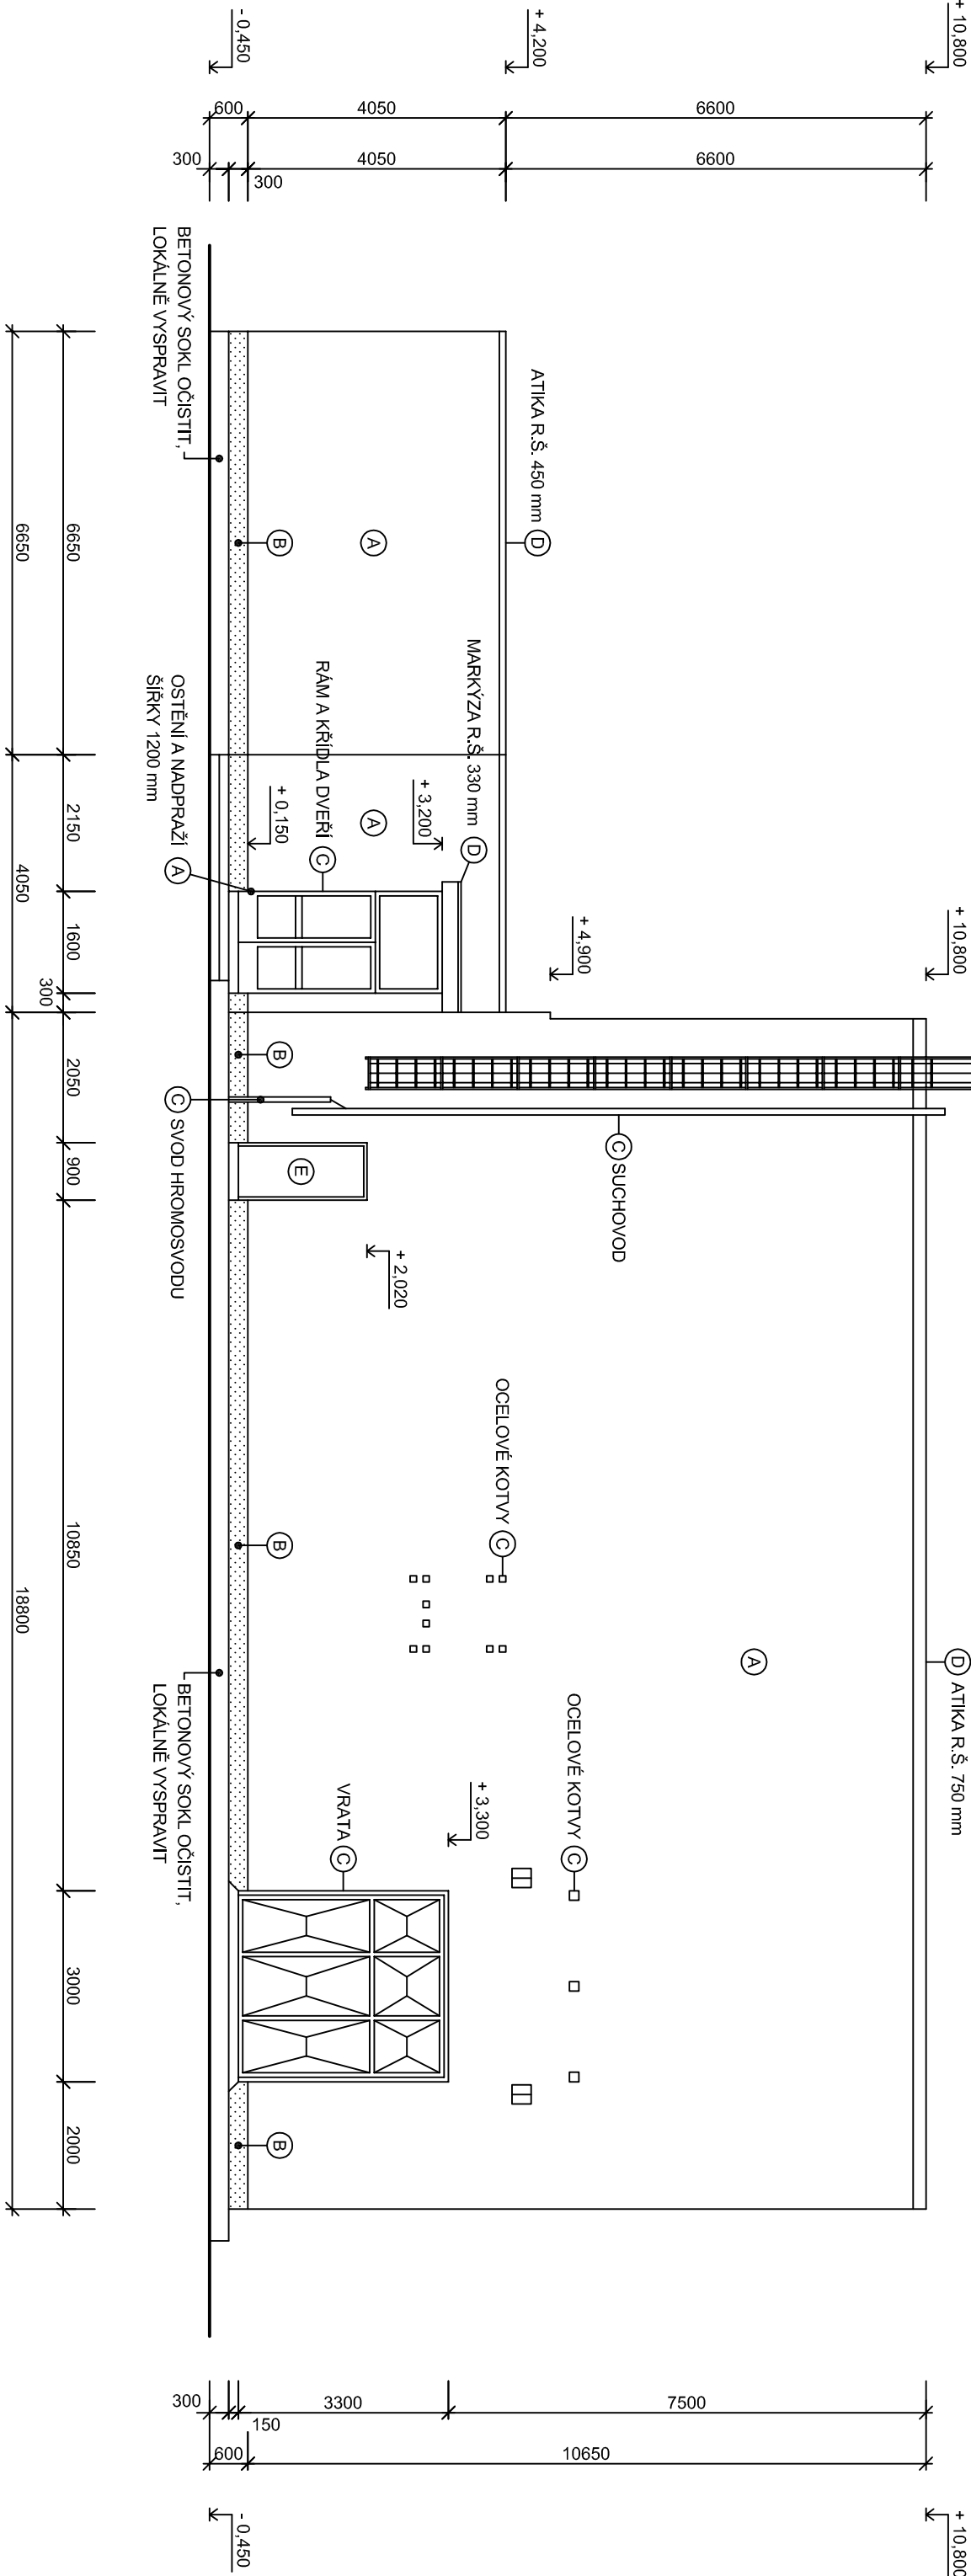 + 10,800
+ 4,200
- 0,450
6600
4050
600
6600
4050
300
300
ATIKA R.Š. 450 mm
D
A
B
BETONOVÝ SOKL OČISTIT,
LOKÁLNĚ VYSPRAVIT
MARKÝZA R.Š. 330 mm
D
+ 3,200
A
+ 0,150
RÁM A KŘÍDLA DVEŘÍ
C
OSTĚNÍ A NADPRAŽÍ
ŠÍŘKY 1200 mm
A
+ 10,800
+ 4,900
B
C
SVOD HROMOSVODU
C
SUCHOVOD
E
+ 2,020
OCELOVÉ KOTVY
C
B
D
ATIKA R.Š. 750 mm
A
OCELOVÉ KOTVY
C
+ 3,300
VRATA
C
BETONOVÝ SOKL OČISTIT,
LOKÁLNĚ VYSPRAVIT
B
6650
2150
1600
300
2050
900
10850
3000
2000
6650
4050
18800
7500
3300
150
300
10650
600
+ 10,800
- 0,450